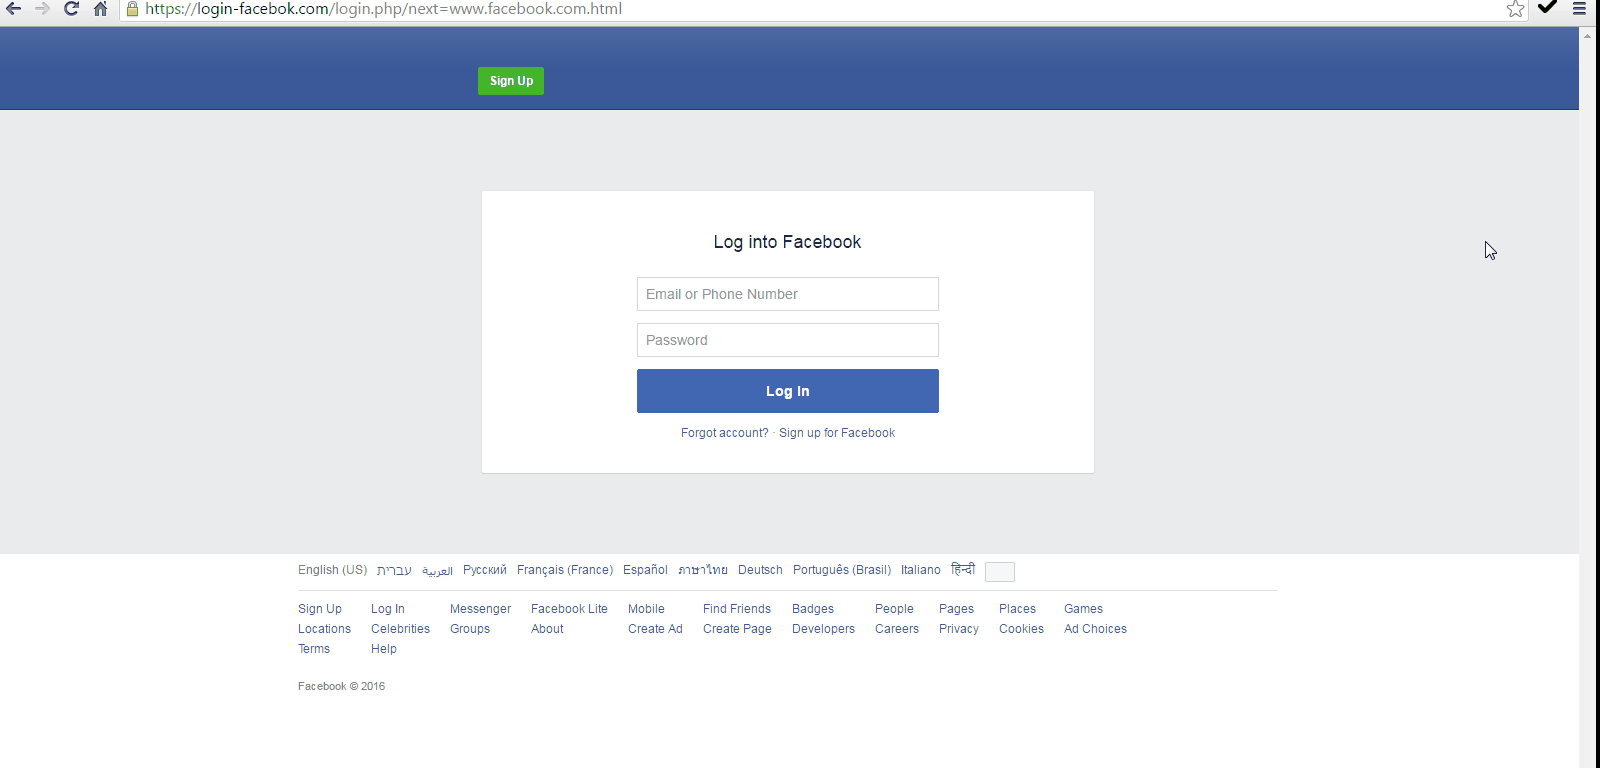 https://login-facebok.com/login.php/next=www.facebook.com.html
Sign Up
Log into Facebook
Email or Phone Number
Password
Log In
Forgot account? · Sign up for Facebook
English (US) עברית العربية Русский Français (France) Español ภาษาไทย Deutsch Português (Brasil) Italiano हिन्दी
Sign Up Log In Messenger Facebook Lite Mobile Find Friends Badges People Pages Places Games
Locations Celebrities Groups About Create Ad Create Page Developers Careers Privacy Cookies Ad Choices
Terms Help
Facebook © 2016